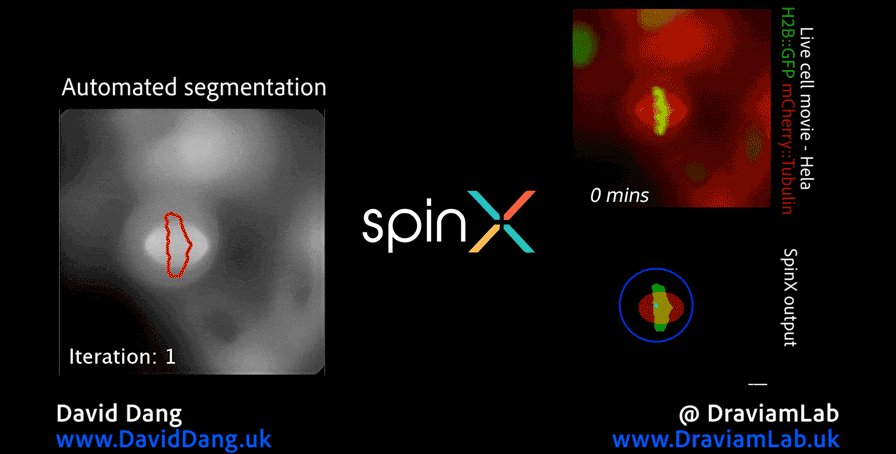 Automated segmentation
Iteration: 1
David Dang
www.DavidDang.uk
spinX
0 mins
Live cell movie - Hela
H2B::GFP mCherry::Tubulin
SpinX output
@ DraviamLab
www.DraviamLab.uk